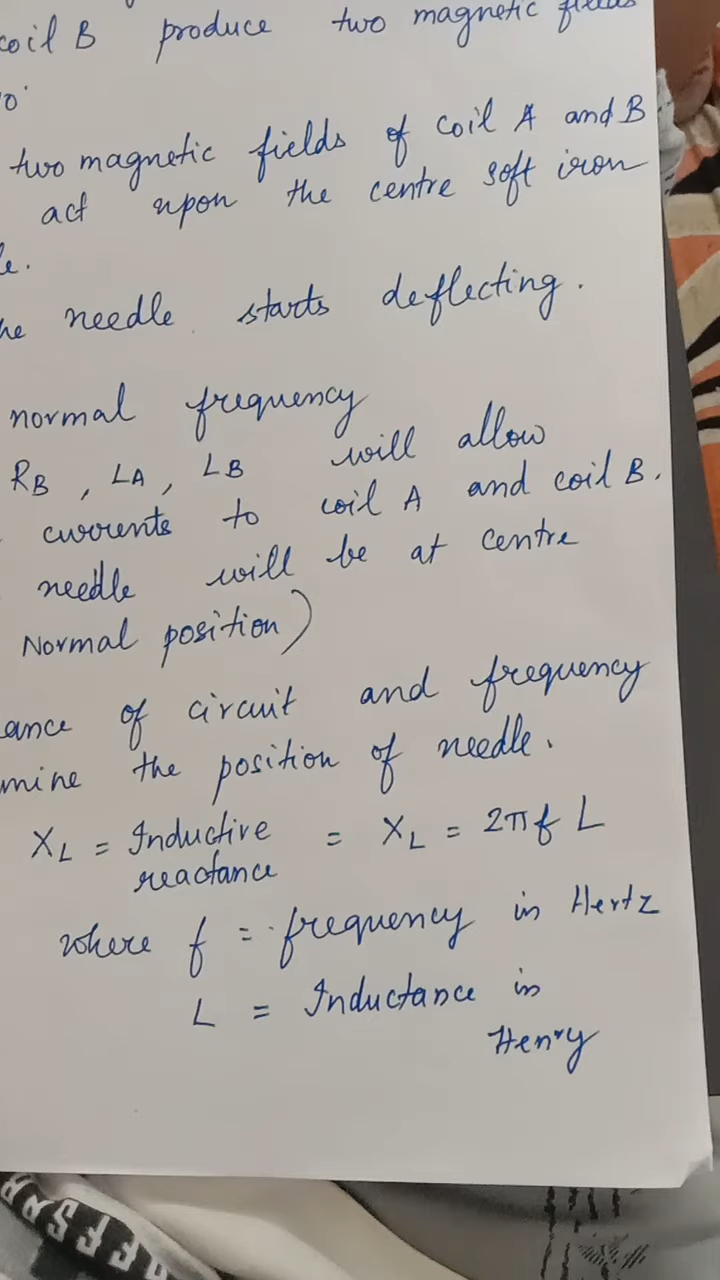 coil B produce two magnetic fields
two magnetic fields of coil A and B
act upon the centre soft iron
needle starts deflecting.
normal frequency
RB, LA, LB will allow
currents to coil A and coil B.
needle will be at centre
Normal position)
of circuit and frequency
the position of needle.
XL = Inductive reactance = XL = 2πf L
where f = frequency in Hertz
L = Inductance in
Henry